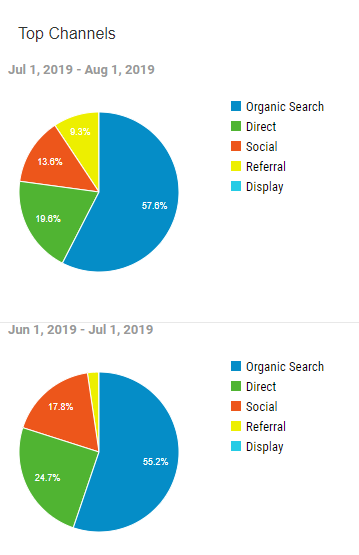 Top Channels
Jul 1, 2019 - Aug 1, 2019
Organic Search
Direct
Social
Referral
Display
9.3%
13.6%
57.6%
19.6%
Jun 1, 2019 - Jul 1, 2019
Organic Search
Direct
Social
Referral
Display
17.8%
55.2%
24.7%